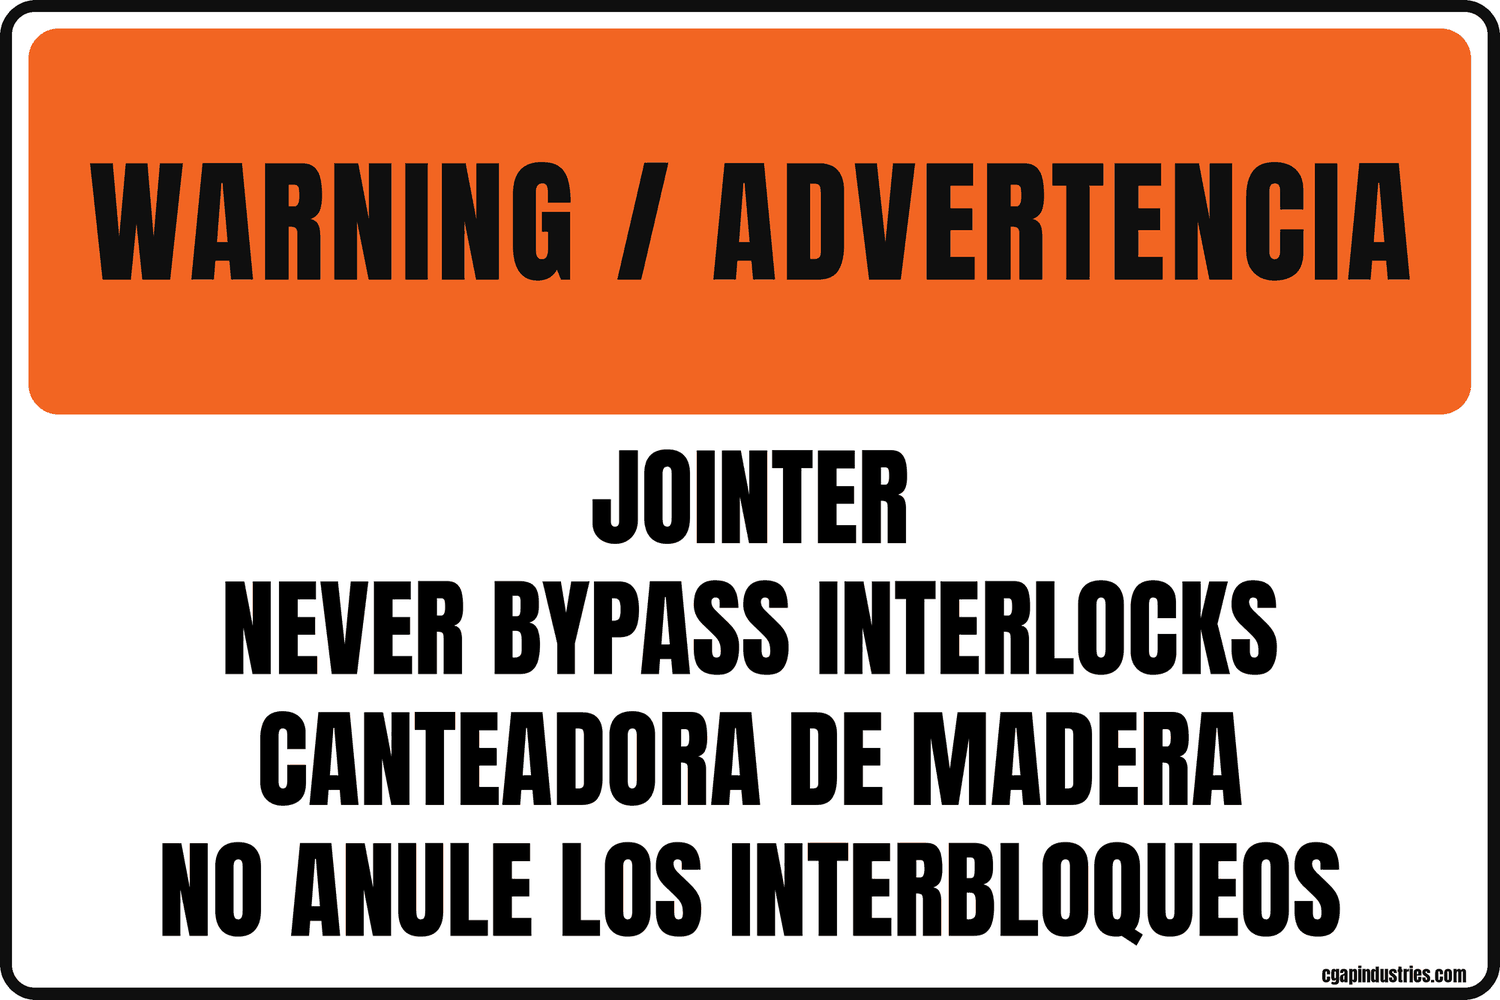 WARNING / ADVERTENCIA
JOINTER
NEVER BYPASS INTERLOCKS
CANTEADORA DE MADERA
NO ANULE LOS INTERBLOQUEOS
cgapindustries.com